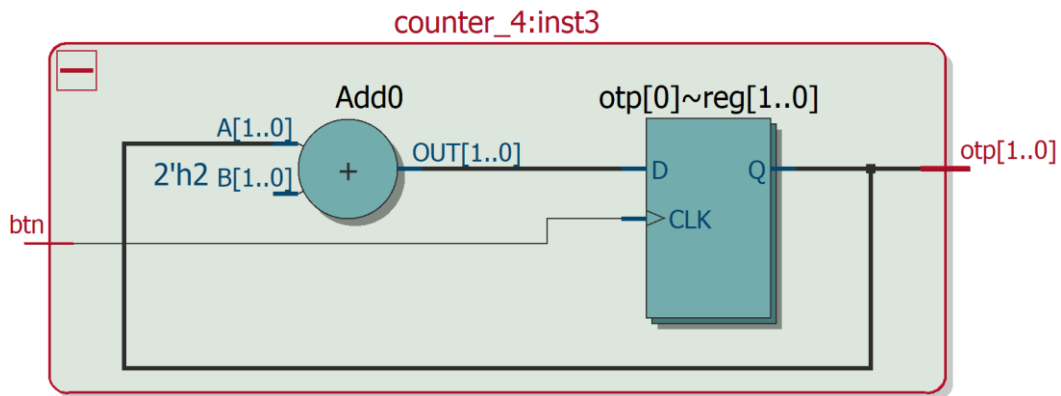 counter_4:inst3
Add0
otp[0]~reg[1..0]
A[1..0]
2'h2 B[1..0]
+
OUT[1..0]
D
Q
CLK
otp[1..0]
btn